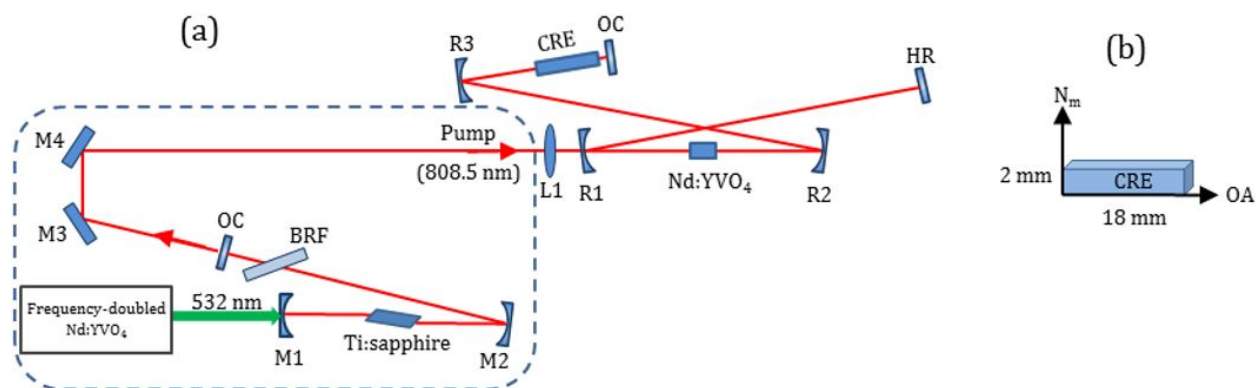 (a)
R3
CRE
OC
HR
(b)
M4
Pump
(808.5 nm)
L1
R1
Nd:YVO₄
R2
Nₘ
2 mm
CRE
OA
18 mm
M3
OC
BRF
Frequency-doubled
Nd:YVO₄
532 nm
M1
Ti:sapphire
M2